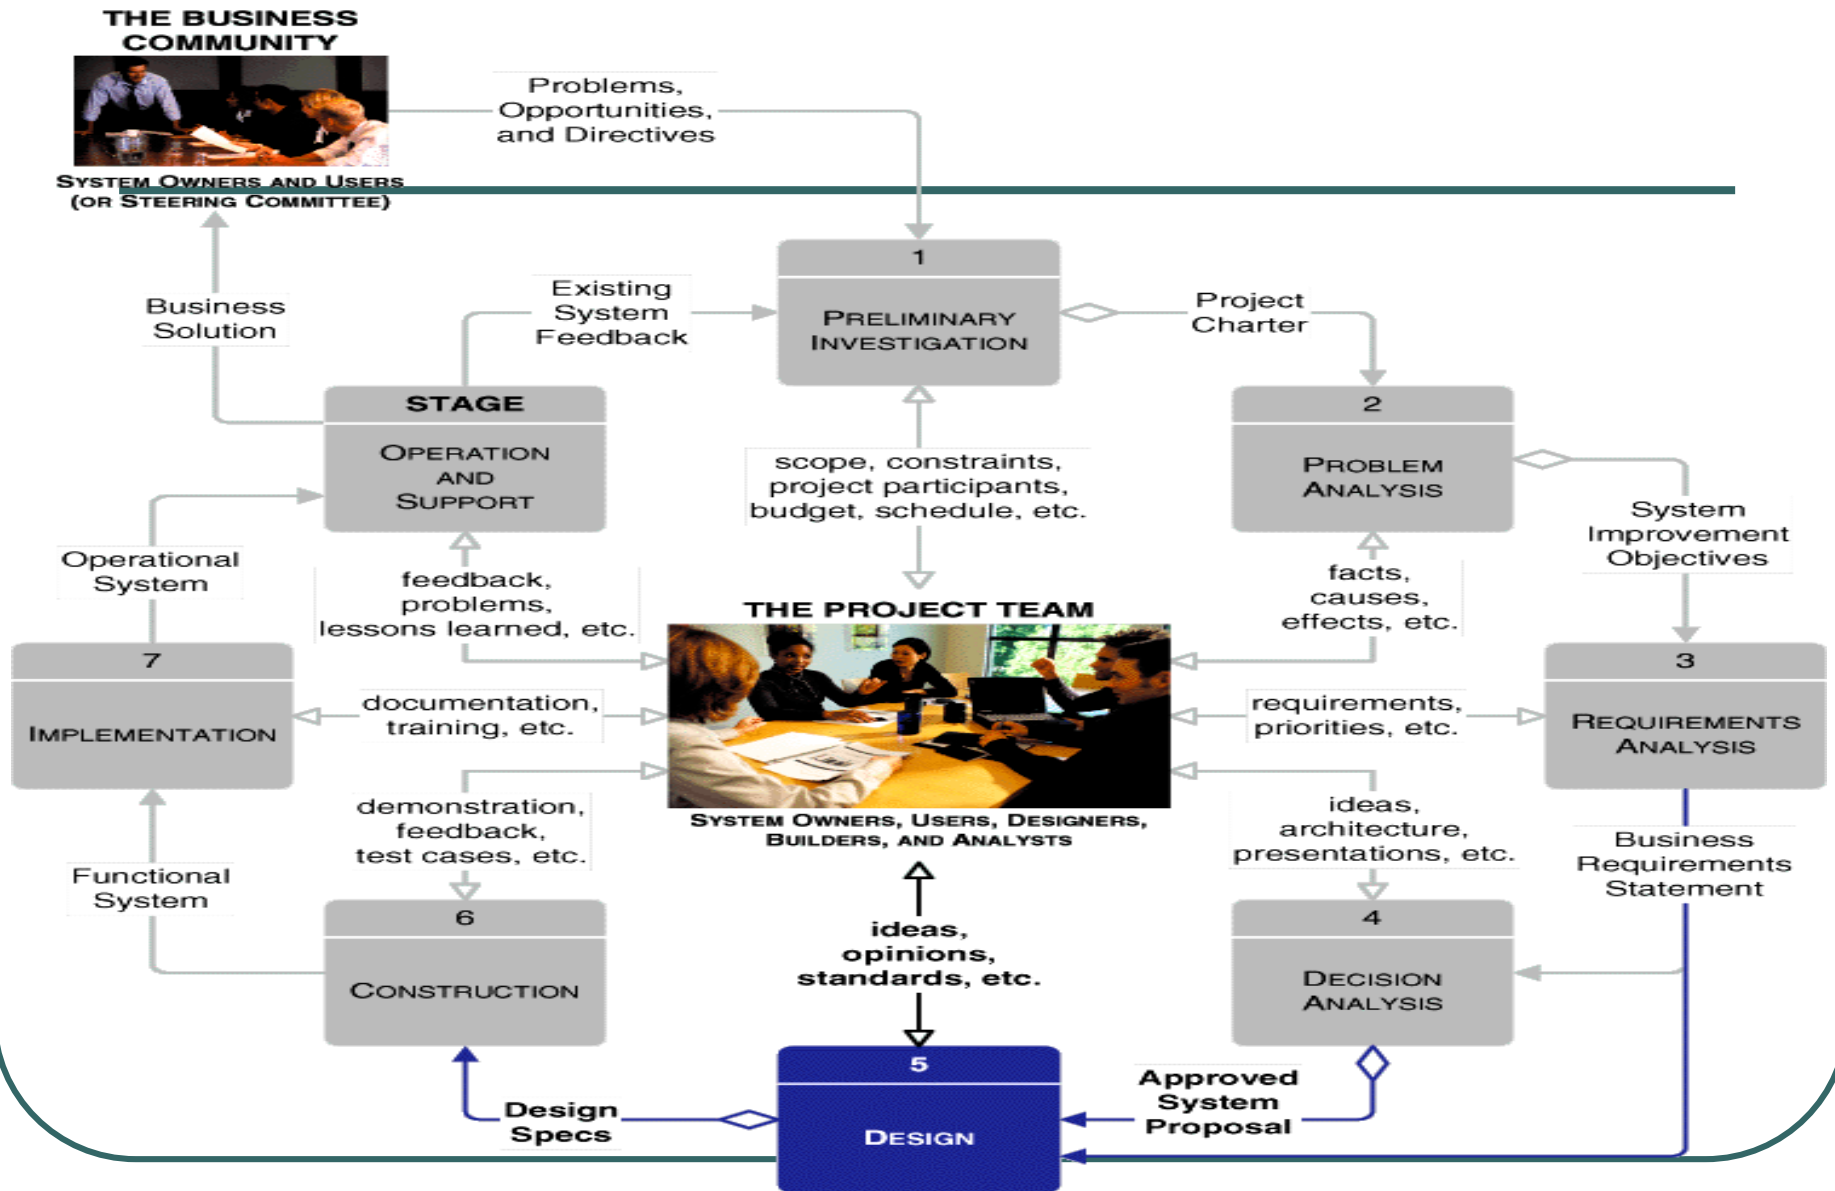 THE BUSINESS
COMMUNITY
SYSTEM OWNERS AND USERS
(OR STEERING COMMITTEE)
Problems,
Opportunities,
and Directives
1
PRELIMINARY
INVESTIGATION
Existing
System
Feedback
Business
Solution
Project
Charter
STAGE
OPERATION
AND
SUPPORT
2
PROBLEM
ANALYSIS
scope, constraints,
project participants,
budget, schedule, etc.
System
Improvement
Objectives
Operational
System
feedback,
problems,
lessons learned, etc.
facts,
causes,
effects, etc.
THE PROJECT TEAM
SYSTEM OWNERS, USERS, DESIGNERS,
BUILDERS, AND ANALYSTS
7
IMPLEMENTATION
documentation,
training, etc.
requirements,
priorities, etc.
3
REQUIREMENTS
ANALYSIS
demonstration,
feedback,
test cases, etc.
ideas,
architecture,
presentations, etc.
Business
Requirements
Statement
Functional
System
6
CONSTRUCTION
ideas,
opinions,
standards, etc.
4
DECISION
ANALYSIS
Design
Specs
5
DESIGN
Approved
System
Proposal